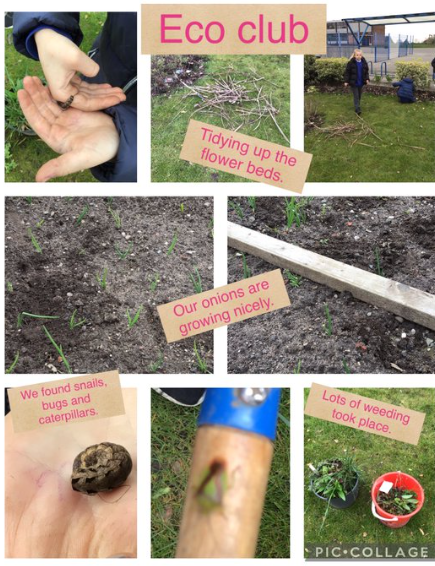 Eco club
Tidying up the
flower beds.
Our onions are
growing nicely.
We found snails,
bugs and
caterpillars.
Lots of weeding
took place.
PIC•COLLAGE